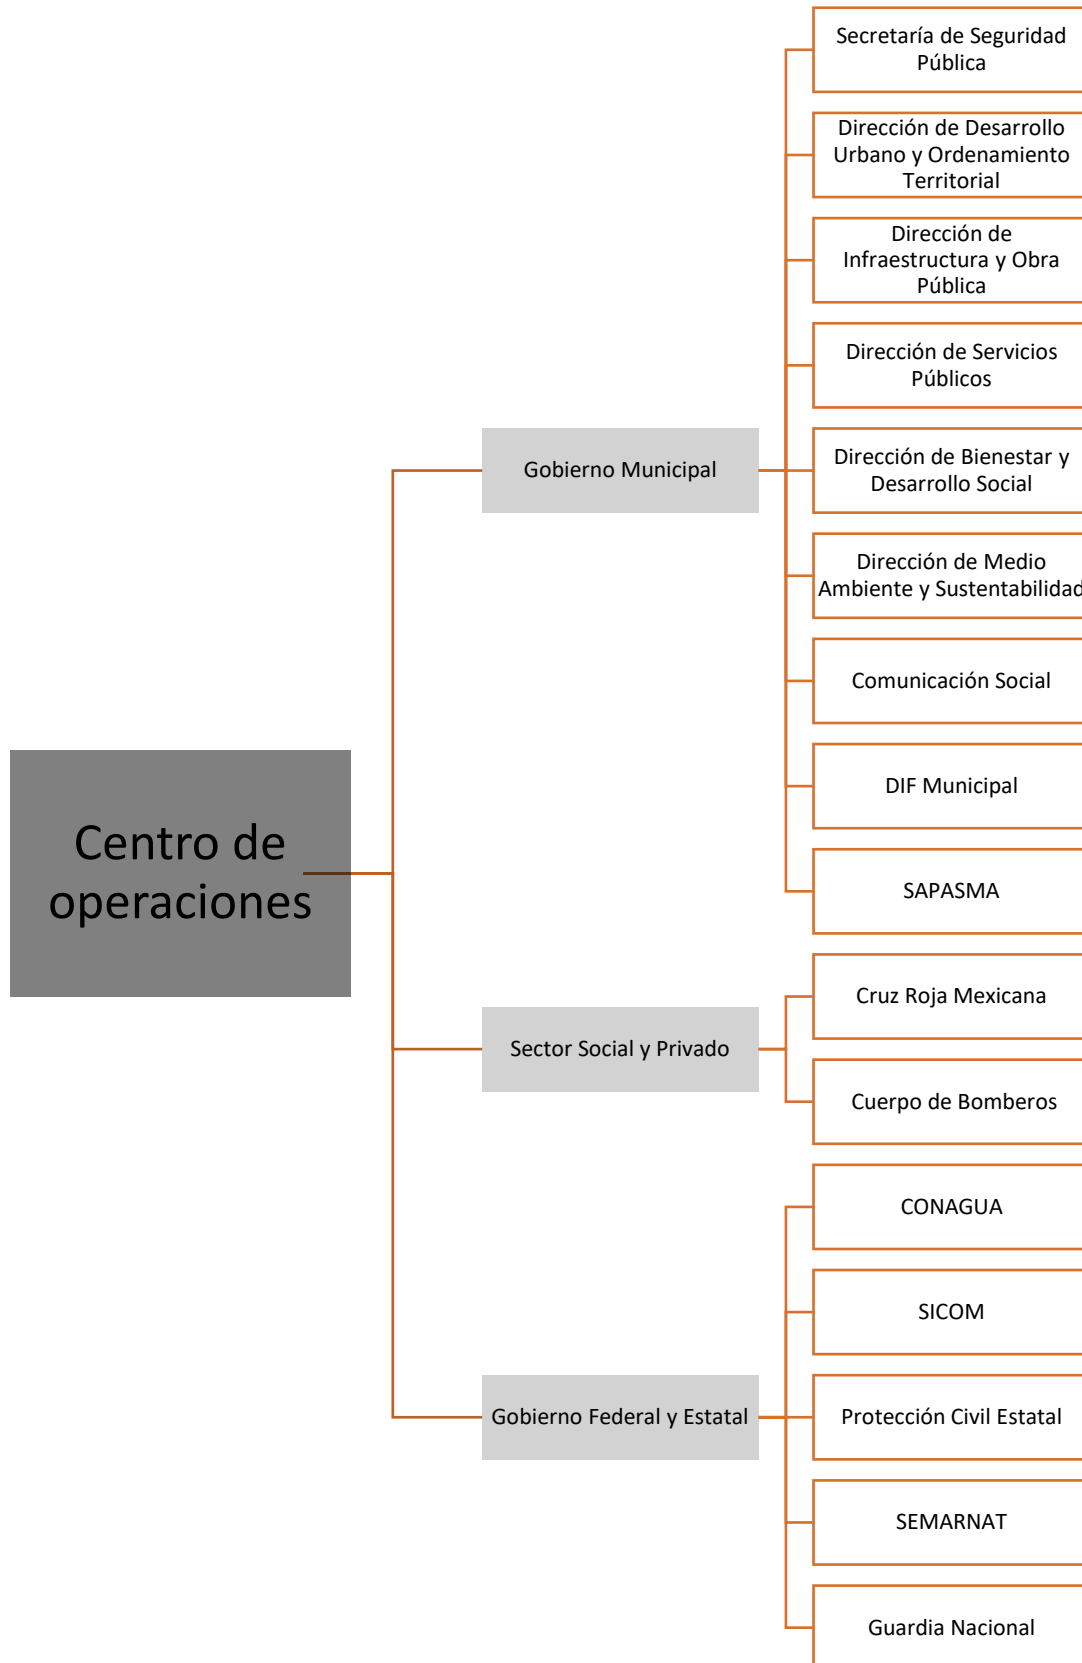 Centro de
operaciones
Gobierno Municipal
Secretaría de Seguridad
Pública
Dirección de Desarrollo
Urbano y Ordenamiento
Territorial
Dirección de
Infraestructura y Obra
Pública
Dirección de Servicios
Públicos
Dirección de Bienestar y
Desarrollo Social
Dirección de Medio
Ambiente y Sustentabilidad
Comunicación Social
DIF Municipal
SAPASMA
Sector Social y Privado
Cruz Roja Mexicana
Cuerpo de Bomberos
Gobierno Federal y Estatal
CONAGUA
SICOM
Protección Civil Estatal
SEMARNAT
Guardia Nacional